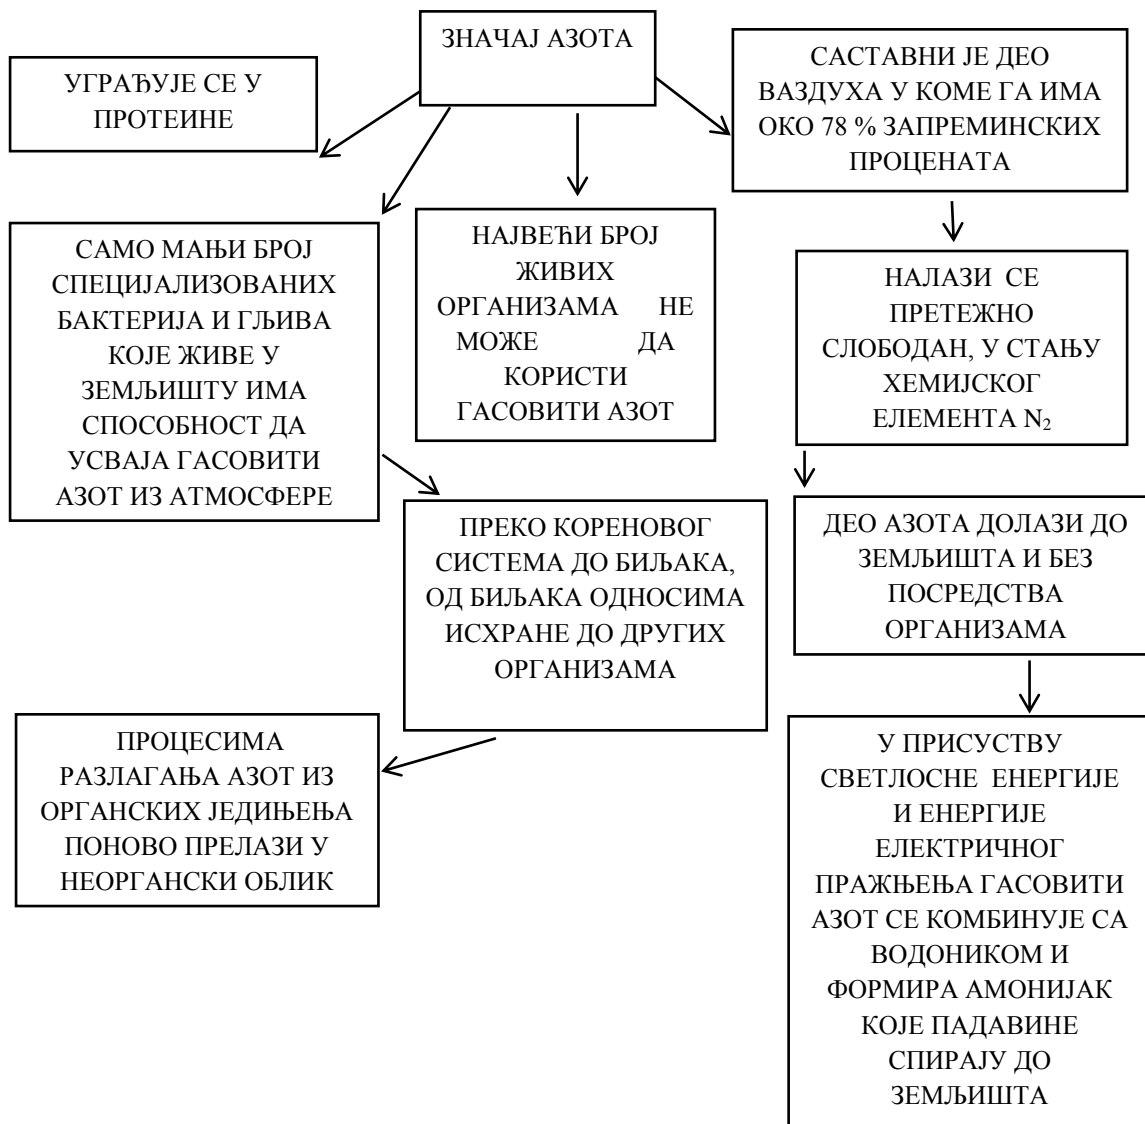 ЗНАЧАЈ АЗОТА
УГРАЂУЈЕ СЕ У
ПРОТЕИНЕ
САСТАВНИ ЈЕ ДЕО
ВАЗДУХА У КОМЕ ГА ИМА
ОКО 78 % ЗАПРЕМИНСКИХ
ПРОЦЕНАТА
САМО МАЊИ БРОЈ
СПЕЦИЈАЛИЗОВАНИХ
БАКТЕРИЈА И ГЉИВА
КОЈЕ ЖИВЕ У
ЗЕМЉИШТУ ИМА
СПОСОБНОСТ ДА
УСВАЈА ГАСОВИТИ
АЗОТ ИЗ АТМОСФЕРЕ
НАЈВЕЋИ БРОЈ
ЖИВИХ
ОРГАНИЗАМА НЕ
МОЖЕ ДА
КОРИСТИ
ГАСОВИТИ АЗОТ
НАЛАЗИ СЕ
ПРЕТЕЖНО
СЛОБОДАН, У СТАЊУ
ХЕМИЈСКОГ
ЕЛЕМЕНТА N₂
ПРЕКО КОРЕНОВОГ
СИСТЕМА ДО БИЉАКА,
ОД БИЉАКА ОДНОСИМА
ИСХРАНЕ ДО ДРУГИХ
ОРГАНИЗАМА
ДЕО АЗОТА ДОЛАЗИ ДО
ЗЕМЉИШТА И БЕЗ
ПОСРЕДСТВА
ОРГАНИЗАМА
ПРОЦЕСИМА
РАЗЛАГАЊА АЗОТ ИЗ
ОРГАНСКИХ ЈЕДИЊЕЊА
ПОНОВО ПРЕЛАЗИ У
НЕОРГАНСКИ ОБЛИК
У ПРИСУСТВУ
СВЕТЛОСНЕ ЕНЕРГИЈЕ
И ЕНЕРГИЈЕ
ЕЛЕКТРИЧНОГ
ПРАЖЊЕЊА ГАСОВИТИ
АЗОТ СЕ КОМБИНУЈЕ СА
ВОДОНИКОМ И
ФОРМИРА АМОНИЈАК
КОЈЕ ПАДАВИНЕ
СПИРАЈУ ДО
ЗЕМЉИШТА